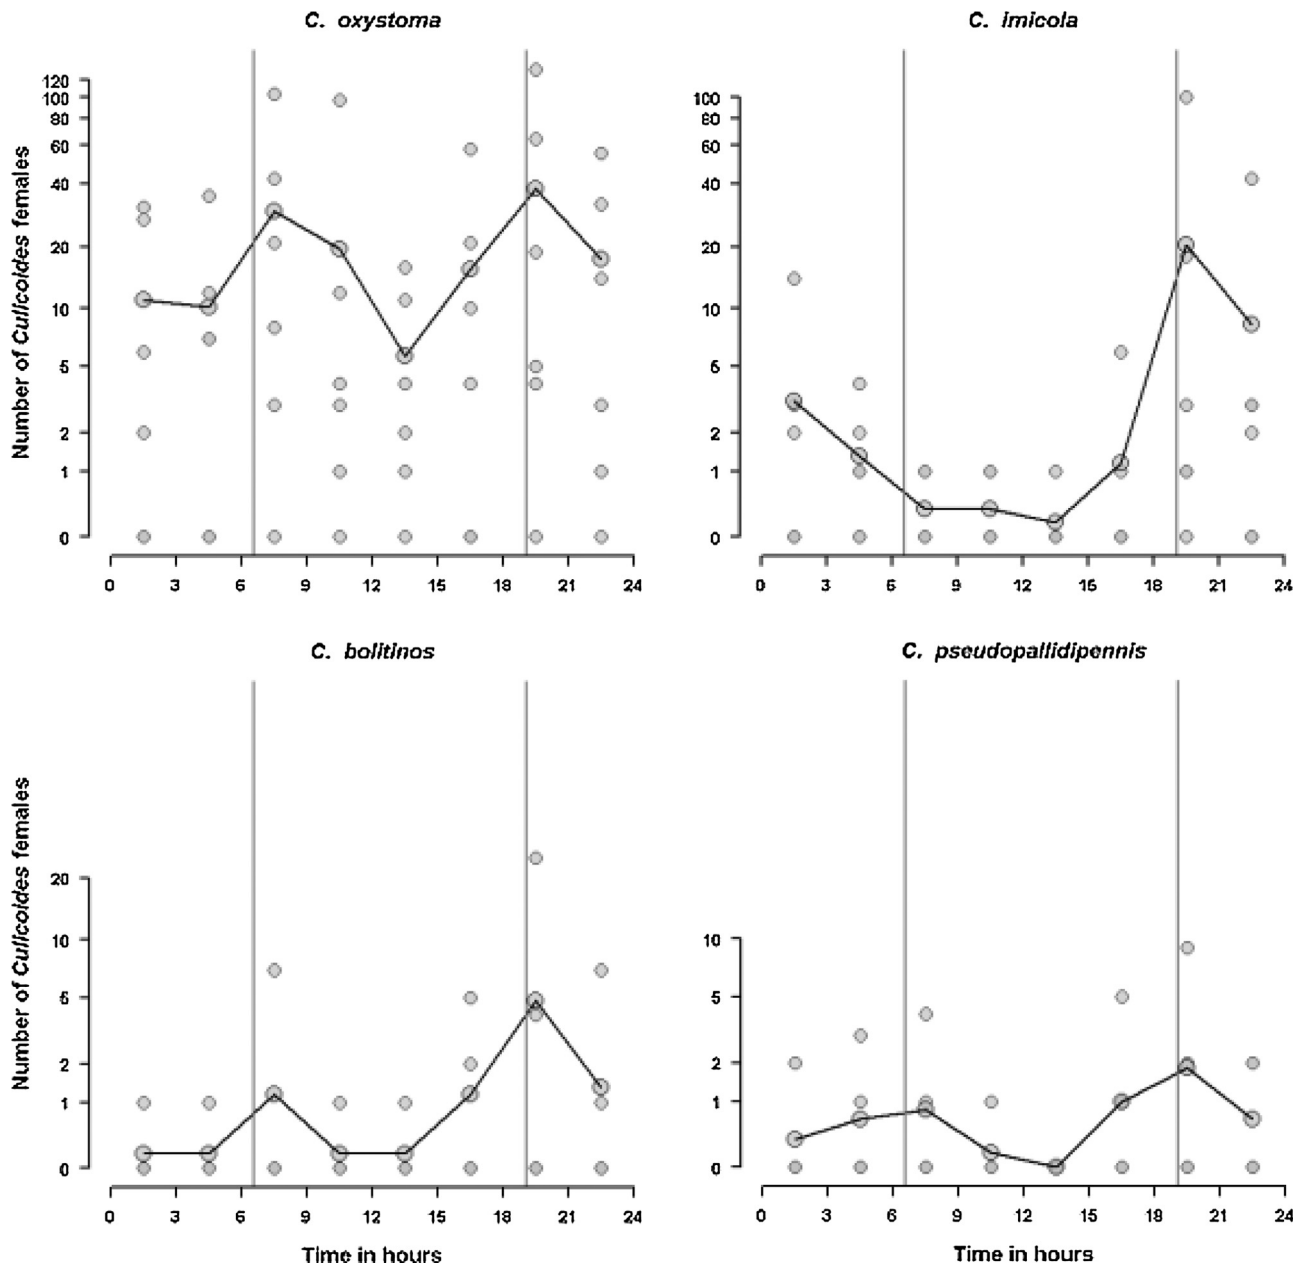 C. oxystoma
C. imicola
Number of Culicoides females
120
100
80
60
40
20
10
5
2
1
0
0 3 6 9 12 15 18 21 24
100
80
60
40
20
10
5
2
1
0
0 3 6 9 12 15 18 21 24
C. bolitinos
C. pseudopallidipennis
Number of Culicoides females
20
10
5
2
1
0
0 3 6 9 12 15 18 21 24
Time in hours
10
5
2
1
0
0 3 6 9 12 15 18 21 24
Time in hours